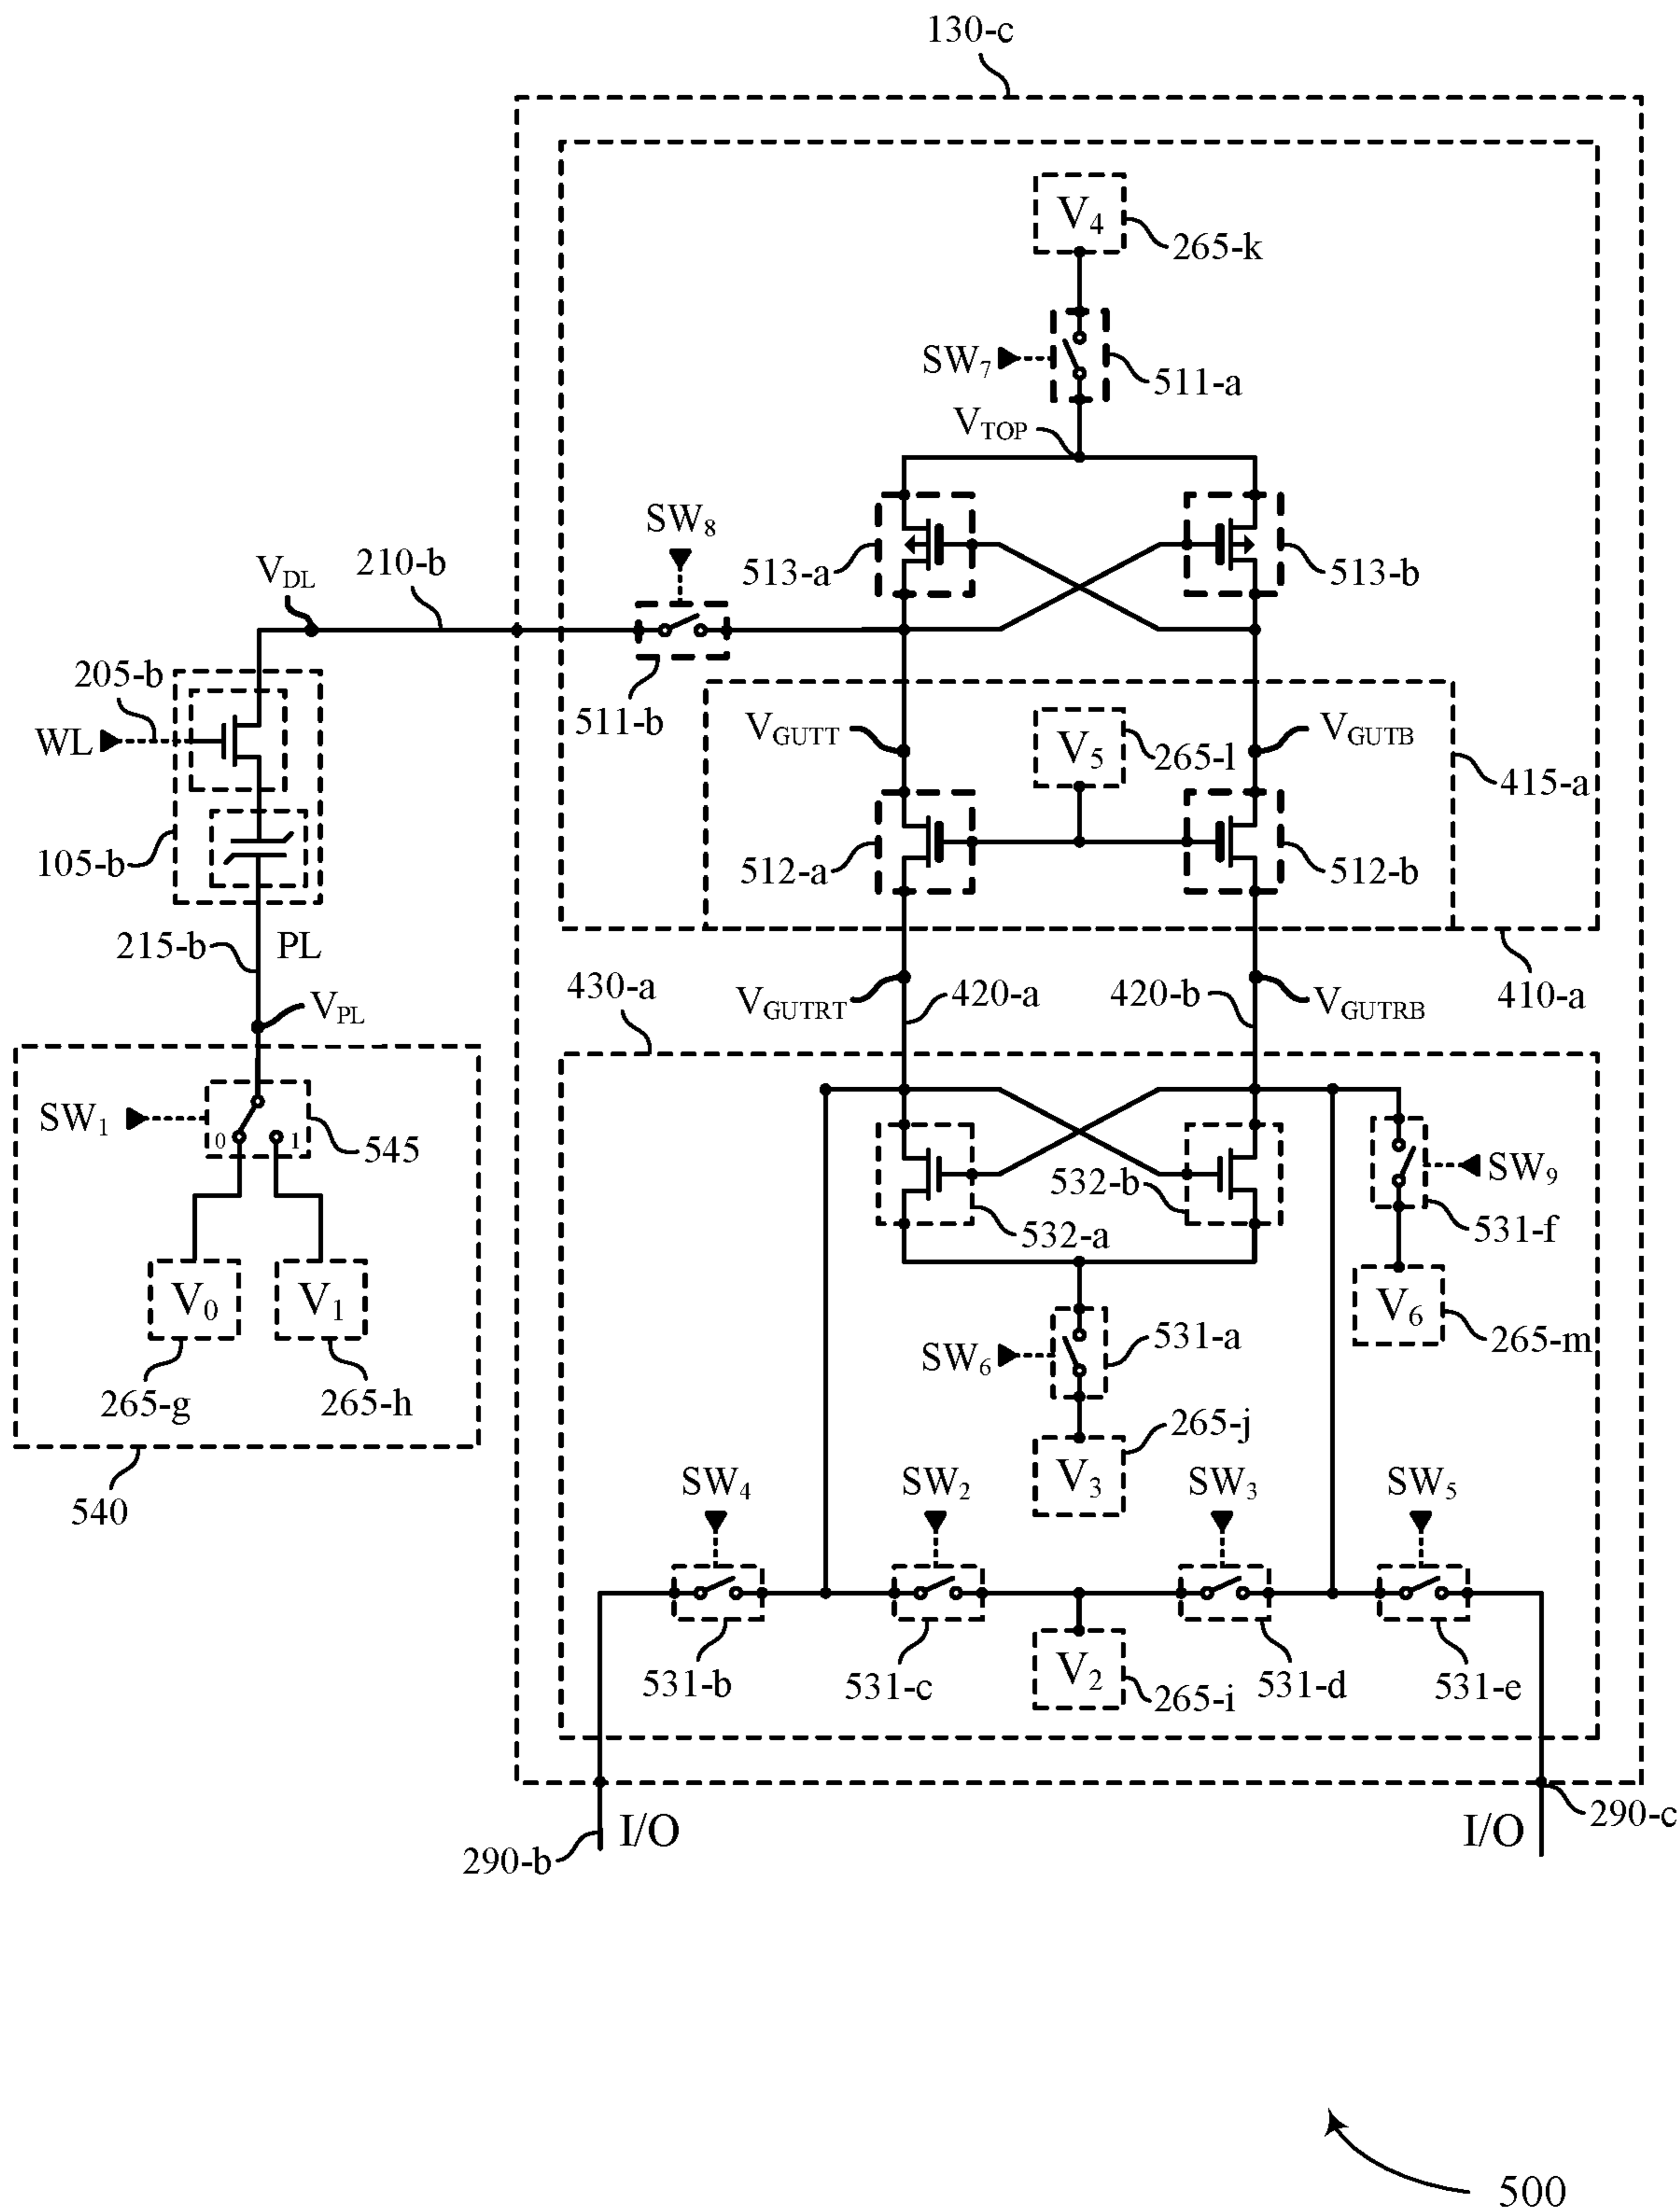 130-c
V4
265-k
SW7
511-a
VTOP
SW8
513-a
513-b
VDL
210-b
511-b
205-b
WL
VGUTT
V5
265-l
VGUTB
415-a
105-b
512-a
512-b
215-b
PL
430-a
VGUTRT
420-a
420-b
VGUTRB
410-a
VPL
SW1
0
1
545
532-b
SW9
532-a
531-f
V0
V1
V6
SW6
531-a
265-m
265-g
265-h
265-j
540
SW4
SW2
V3
SW3
SW5
531-b
531-c
V2
265-i
531-d
531-e
290-b
I/O
I/O
290-c
500